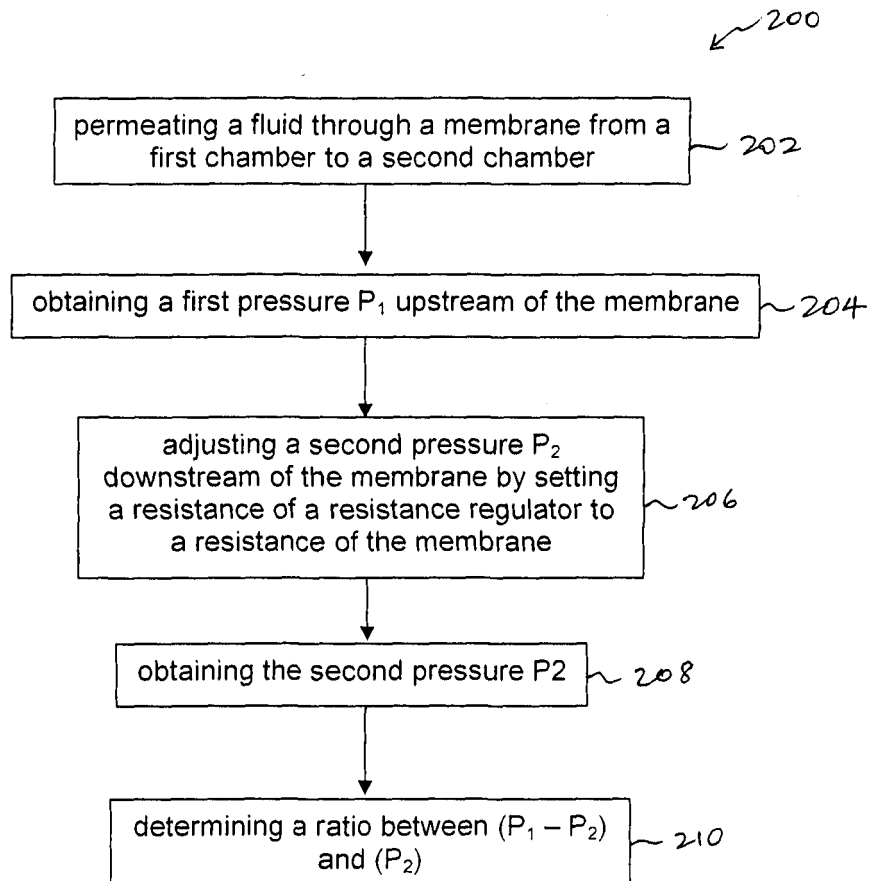 200
permeating a fluid through a membrane from a
first chamber to a second chamber
202
obtaining a first pressure P₁ upstream of the membrane
204
adjusting a second pressure P₂
downstream of the membrane by setting
a resistance of a resistance regulator to
a resistance of the membrane
206
obtaining the second pressure P2
208
determining a ratio between (P₁ – P₂)
and (P₂)
210